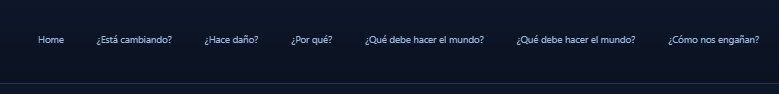 Home ¿Está cambiando? ¿Hace daño? ¿Por qué? ¿Qué debe hacer el mundo? ¿Qué debe hacer el mundo? ¿Cómo nos engañan?